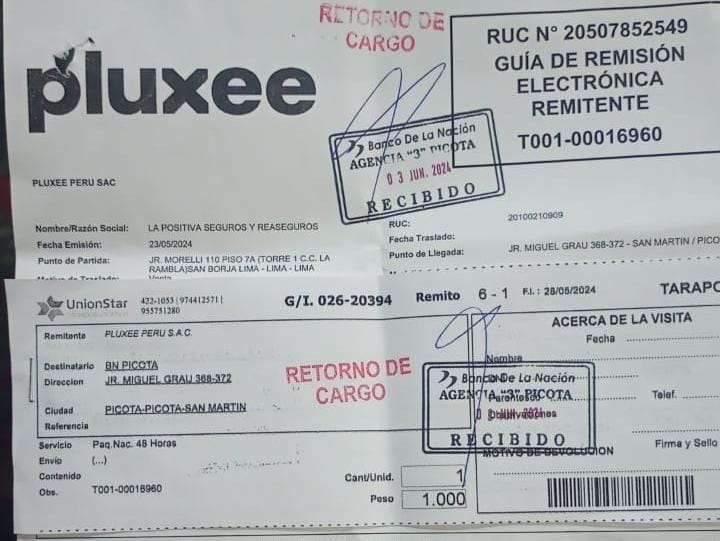 RETORNO DE
CARGO
pluxee
RUC N° 20507852549
GUÍA DE REMISIÓN
ELECTRÓNICA
REMITENTE
T001-00016960
Banco De La Nación
AGENCIA "3" PICOTA
03 JUN. 2024
RECIBIDO
PLUXEE PERU SAC
Nombre/Razón Social: LA POSITIVA SEGUROS Y REASEGUROS
Fecha Emisión: 23/05/2024
Punto de Partida: JR. MORELLI 110 PISO 7A (TORRE 1 C.C. LA
RAMBLA)SAN BORJA LIMA - LIMA - LIMA
RUC: 20100210909
Fecha Traslado:
Punto de Llegada: JR. MIGUEL GRAU 368-372 - SAN MARTIN / PICO
UnionStar
422-1053 | 974412571 |
955751280
G/I. 026-20394 Remito 6 - 1 F.I. : 28/05/2024 TARAPO
Remitente PLUXEE PERU S.A.C.
Destinatario BN PICOTA
Direccion JR. MIGUEL GRAU 368-372
Ciudad PICOTA-PICOTA-SAN MARTIN
Referencia
RETORNO DE
CARGO
ACERCA DE LA VISITA
Fecha
Nombre
Banco De La Nación
AGENCIA "3" PICOTA
Parentesco
Telef.
JUN. 2024
Observaciones
RECIBIDO
MOTIVO DE DEVOLUCION
Firma y Sello
Servicio Paq.Nac. 48 Horas
Envío (...)
Contenido
Obs. T001-00016960
Cant/Unid. 1
Peso 1.000